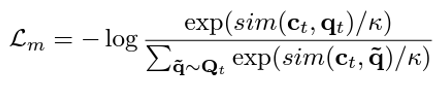 $\mathcal{L}_m = -\log \frac{\exp(sim(\mathbf{c}_t, \mathbf{q}_t)/\kappa)}{\sum_{\tilde{\mathbf{q}} \sim \mathbf{Q}_t} \exp(sim(\mathbf{c}_t, \tilde{\mathbf{q}})/\kappa)}$